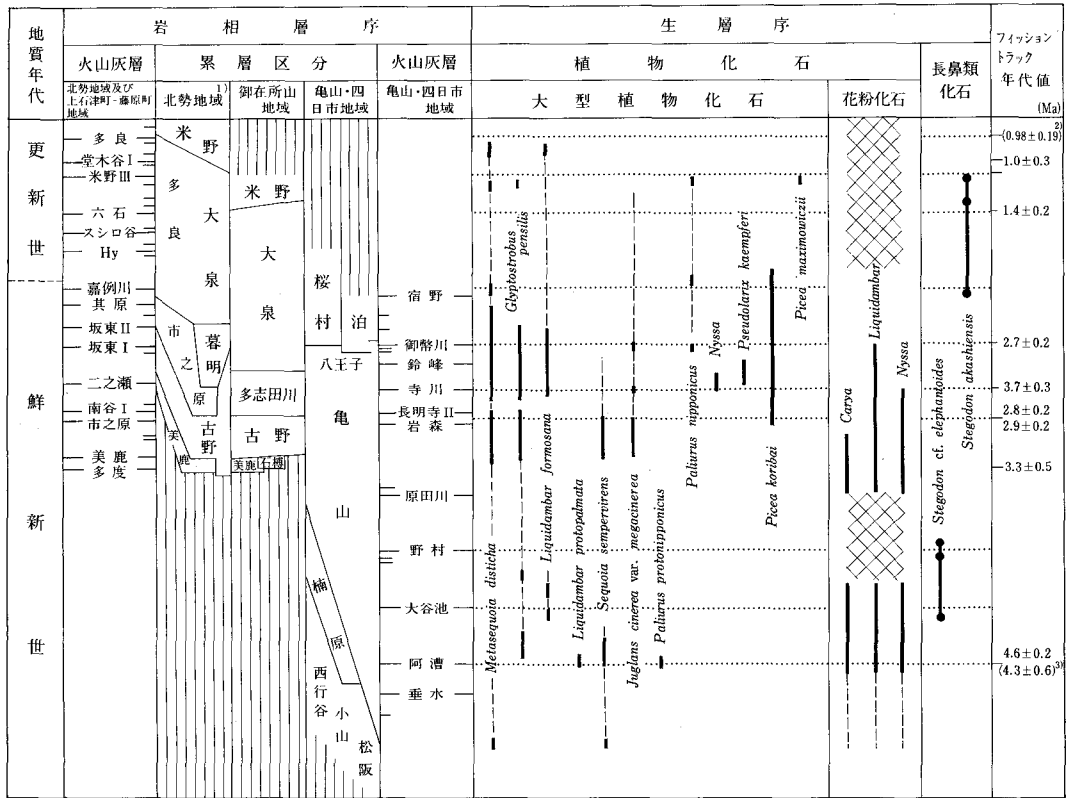 地質年代
岩相層序
生層序
フィッション
トラック
年代値
(Ma)
火山灰層
累層区分
火山灰層
植物化石
長鼻類
化石
北勢地域及び
上石津町-藤原町
地域
北勢地域 1)
御在所山
地域
亀山・四
日市地域
亀山・四日市
地域
大型植物化石
花粉化石
更新世
鮮新世
多良
堂木谷I
米野III
六石
スシロ谷
Hy
嘉例川
其原
坂東II
坂東I
二之瀬
南谷I
市之原
美鹿
多度
米野
多良
大泉
市之原
暮明
古野
美鹿
米野
大泉
多志田川
古野
美鹿
石榑
桜村
泊
八王子
亀山
楠原
西行谷
小山
松阪
宿野
御幣川
鈴峰
寺川
長明寺II
岩森
原田川
野村
大谷池
阿漕
垂水
Metasequoia disticha
Glyptostrobus pensilis
Liquidambar formosana
Liquidambar protopalmata
Sequoia sempervirens
Juglans cinerea var. megacinerea
Paliurus protonipponicus
Paliurus nipponicus
Nyssa
Pseudolarix kaempferi
Picea koribai
Picea maximowiczii
Carya
Liquidambar
Nyssa
Stegodon cf. elephantoides
Stegodon akashiensis
(0.98±0.19) 2)
1.0±0.3
1.4±0.2
2.7±0.2
3.7±0.3
2.8±0.2
2.9±0.2
3.3±0.5
4.6±0.2
(4.3±0.6) 3)